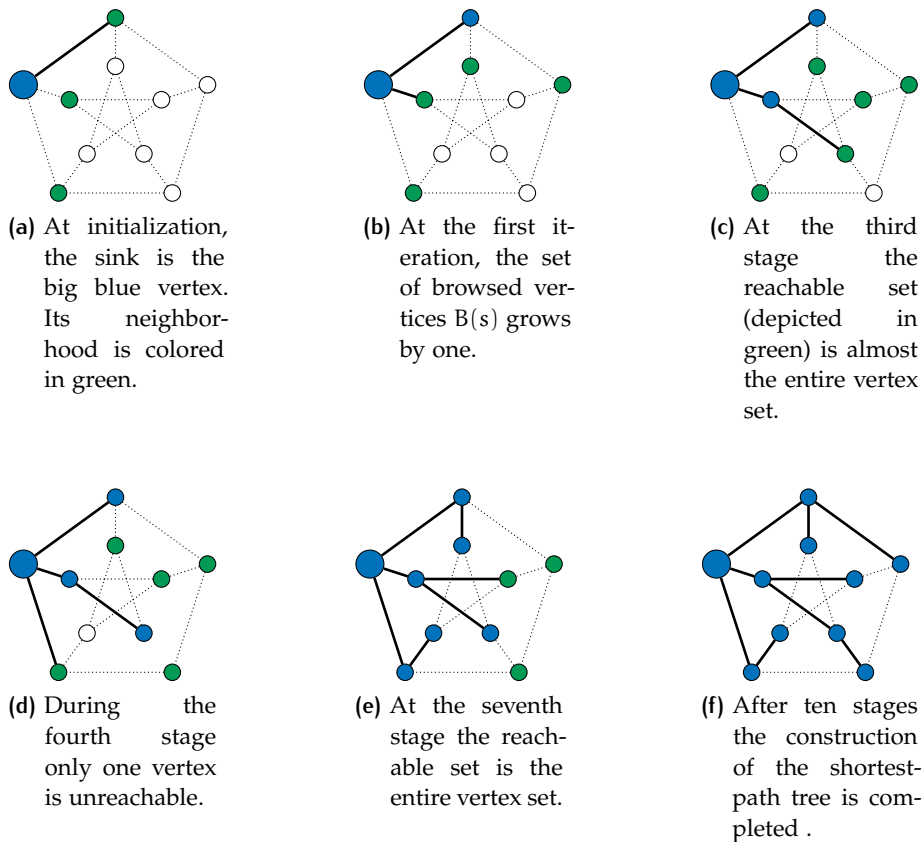 (a) At initialization,
the sink is the
big blue vertex.
Its neighbor-
hood is colored
in green.
(b) At the first it-
eration, the set
of browsed ver-
tices B(s) grows
by one.
(c) At the third
stage the
reachable set
(depicted in
green) is almost
the entire vertex
set.
(d) During the
fourth stage
only one vertex
is unreachable.
(e) At the seventh
stage the reach-
able set is the
entire vertex set.
(f) After ten stages
the construction
of the shortest-
path tree is com-
pleted .